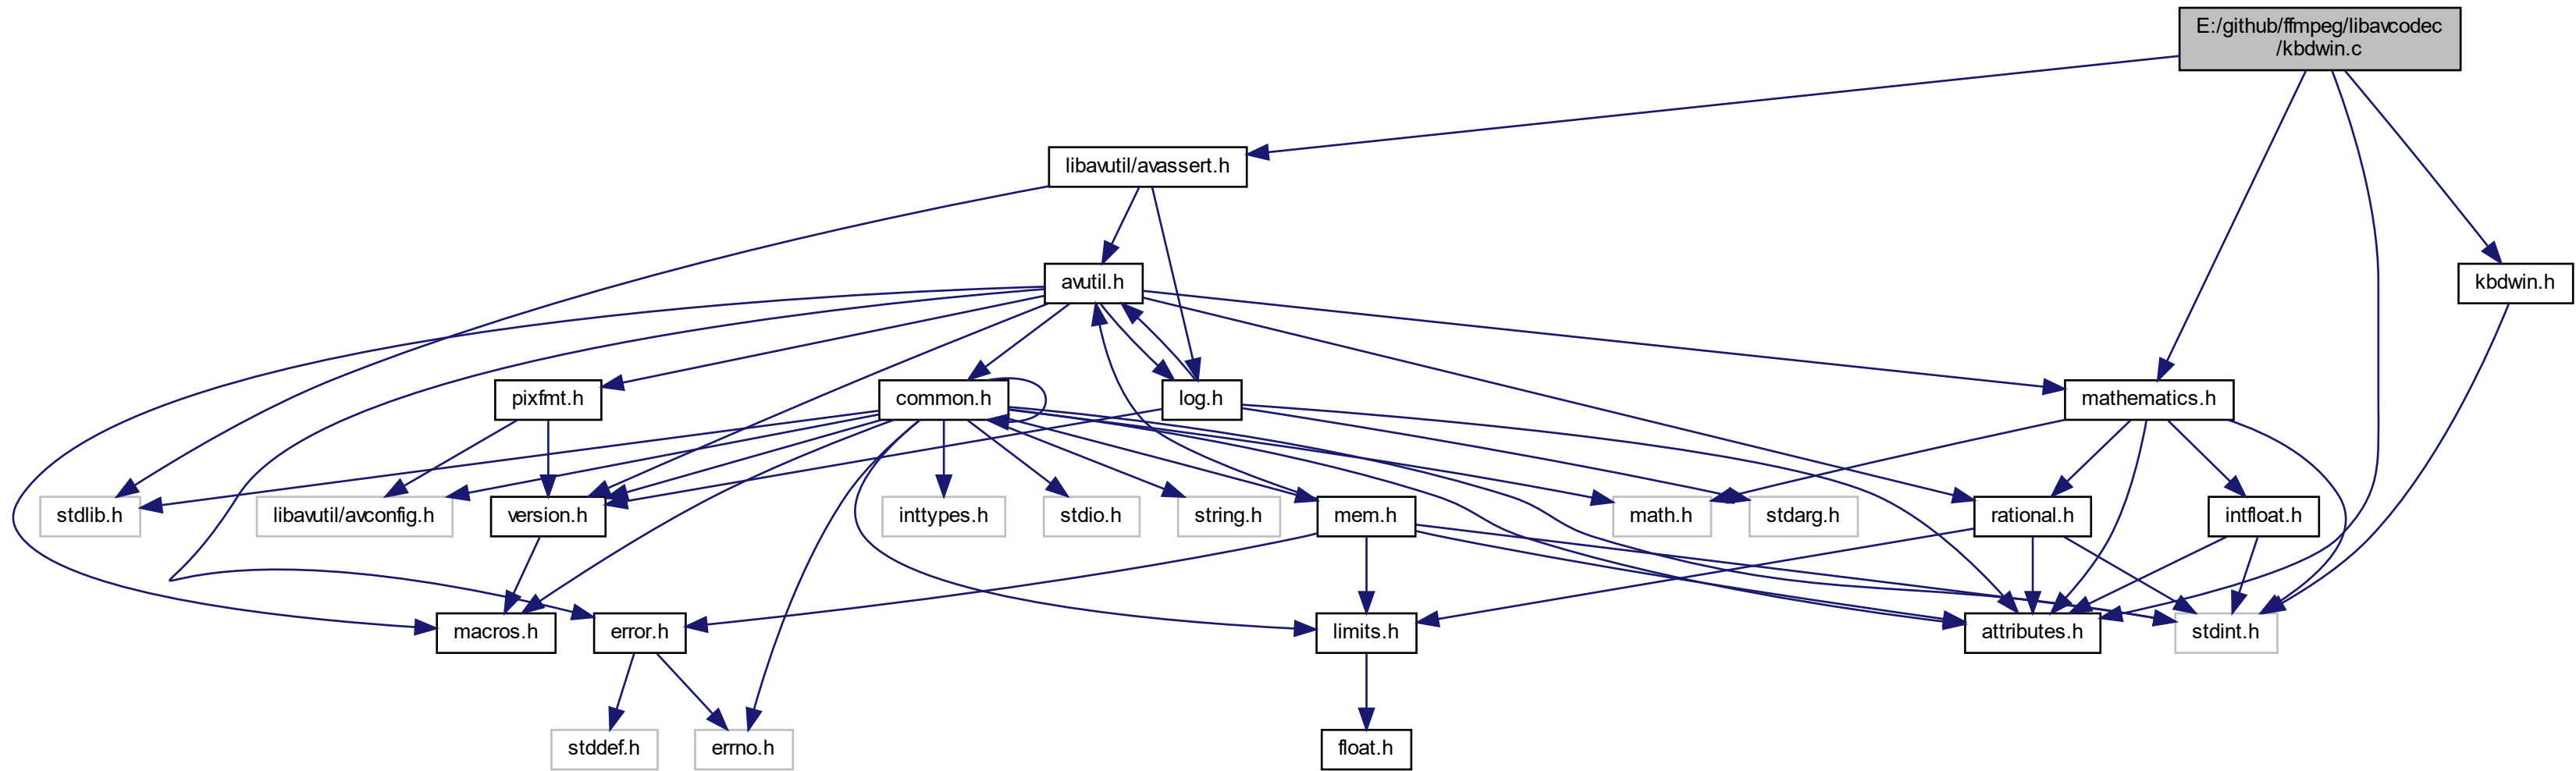 E:/github/ffmpeg/libavcodec
/kbdwin.c
libavutil/avassert.h
avutil.h
kbdwin.h
pixfmt.h
common.h
log.h
mathematics.h
stdlib.h
libavutil/avconfig.h
version.h
inttypes.h
stdio.h
string.h
mem.h
math.h
stdarg.h
rational.h
intfloat.h
macros.h
error.h
limits.h
attributes.h
stdint.h
stddef.h
errno.h
float.h